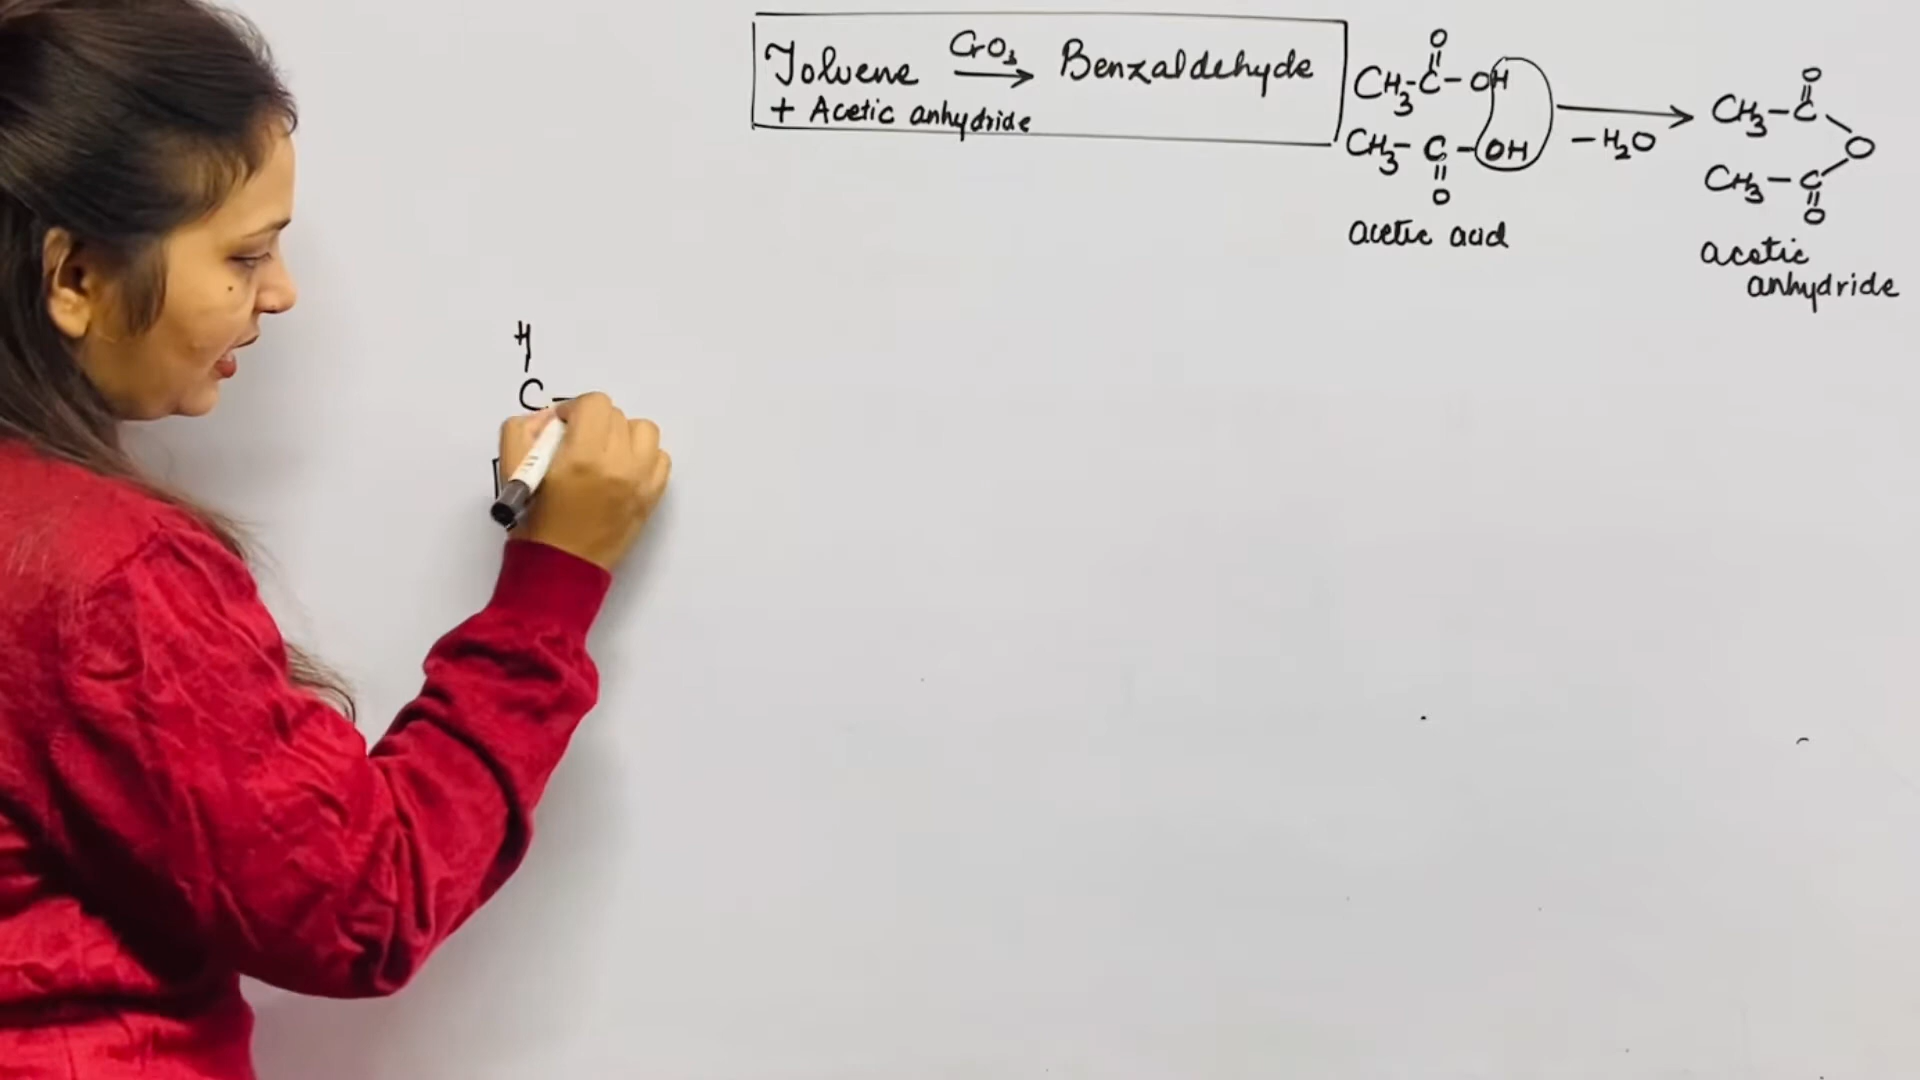 Toluene CrO₃ → Benzaldehyde
+ Acetic anhydride
O
CH₃-C-OH
CH₃-C-OH
O
acetic acid
-H₂O
O
CH₃-C
O
CH₃-C
O
acetic
anhydride
H
C-